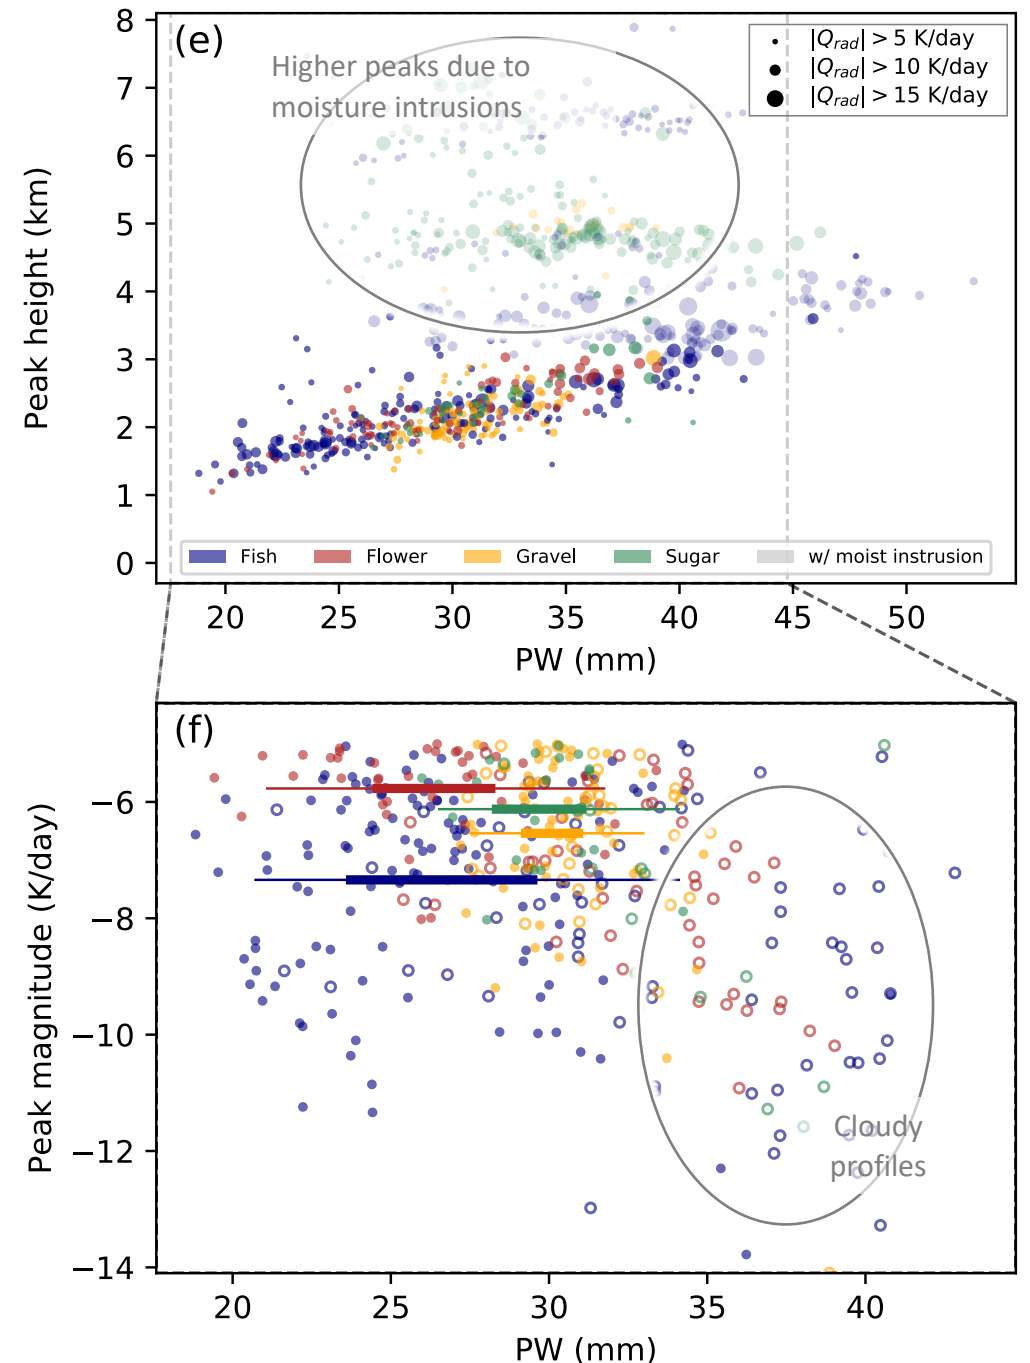 (e)
Higher peaks due to
moisture intrusions
|Q_rad| > 5 K/day
|Q_rad| > 10 K/day
|Q_rad| > 15 K/day
Peak height (km)
8
7
6
5
4
3
2
1
0
Fish Flower Gravel Sugar w/ moist instrusion
20 25 30 35 40 45 50
PW (mm)
(f)
Peak magnitude (K/day)
−6
−8
−10
−12
−14
Cloudy
profiles
20 25 30 35 40
PW (mm)